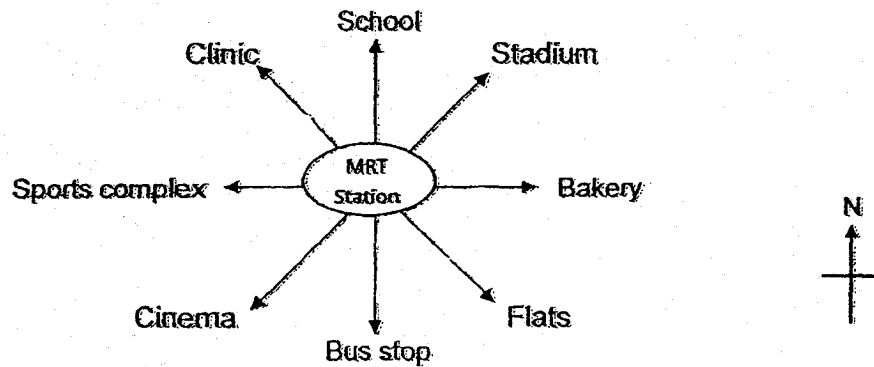 School
Clinic
Stadium
MRT
Station
Sports complex
Bakery
N
Cinema
Flats
Bus stop